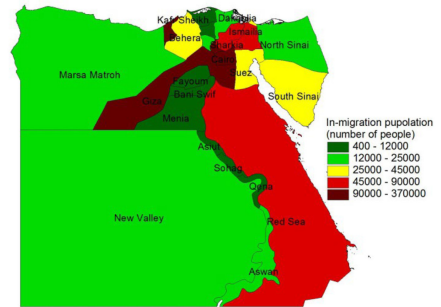 Kafr Sheikh
Dakahlia
Behera
Ismailia
Sharkia
North Sinai
Cairo
Marsa Matroh
Suez
Fayoum
South Sinai
Giza
Bani Swif
Menia
In-migration pupolation
(number of people)
400 - 12000
12000 - 25000
25000 - 45000
45000 - 90000
90000 - 370000
Asiut
Sohag
Quna
New Valley
Red Sea
Aswan